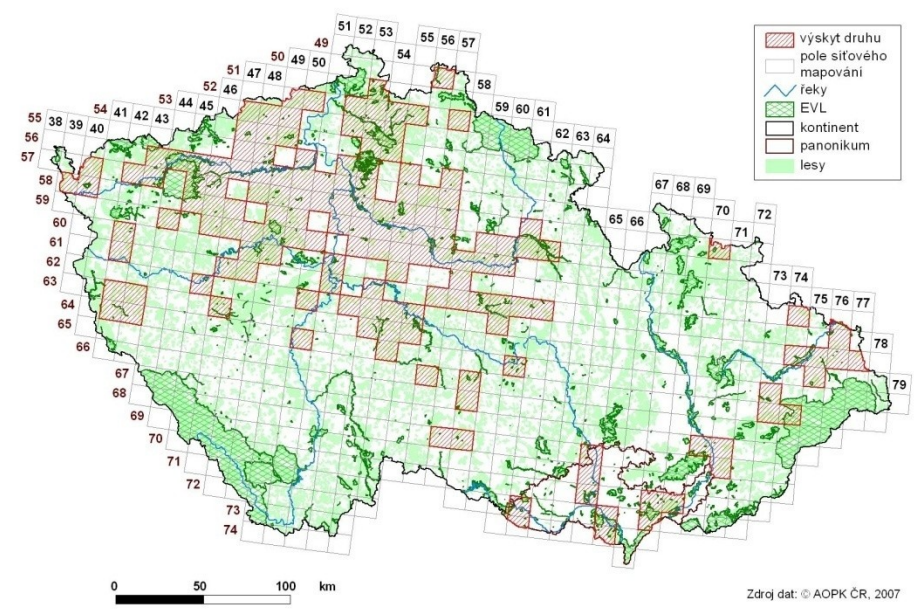 51 52 53
54
55 56 57
58
59 60 61
62 63 64
65 66
67 68 69
70
71
72
73 74
75 76 77
78
79
49
50 49 50
51 47 48
52 46
53 44 45
54 41 42 43
55 38 39 40
56
57
58
59
60
61
62
63
64
65
66
67
68
69
70
71
72
73
74
výskyt druhu
pole síťového
mapování
řeky
EVL
kontinent
panonikum
lesy
0 50 100 km
Zdroj dat: © AOPK ČR, 2007